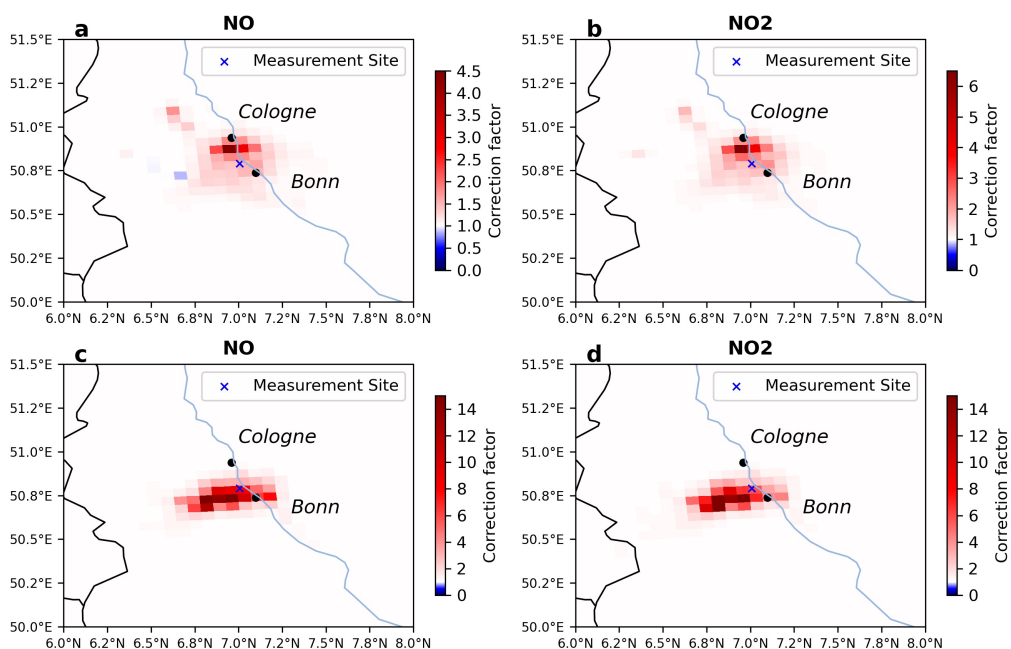 a NO
b NO2
51.5°E
51.2°E
51.0°E
50.8°E
50.5°E
50.2°E
50.0°E
Measurement Site
Cologne
Bonn
6.0°N 6.2°N 6.5°N 6.8°N 7.0°N 7.2°N 7.5°N 7.8°N 8.0°N
4.5
4.0
3.5
3.0
2.5
2.0
1.5
1.0
0.5
0.0
Correction factor
51.5°E
51.2°E
51.0°E
50.8°E
50.5°E
50.2°E
50.0°E
Measurement Site
Cologne
Bonn
6.0°N 6.2°N 6.5°N 6.8°N 7.0°N 7.2°N 7.5°N 7.8°N 8.0°N
6
5
4
3
2
1
0
Correction factor
c NO
d NO2
51.5°E
51.2°E
51.0°E
50.8°E
50.5°E
50.2°E
50.0°E
Measurement Site
Cologne
Bonn
6.0°N 6.2°N 6.5°N 6.8°N 7.0°N 7.2°N 7.5°N 7.8°N 8.0°N
14
12
10
8
6
4
2
0
Correction factor
51.5°E
51.2°E
51.0°E
50.8°E
50.5°E
50.2°E
50.0°E
Measurement Site
Cologne
Bonn
6.0°N 6.2°N 6.5°N 6.8°N 7.0°N 7.2°N 7.5°N 7.8°N 8.0°N
14
12
10
8
6
4
2
0
Correction factor